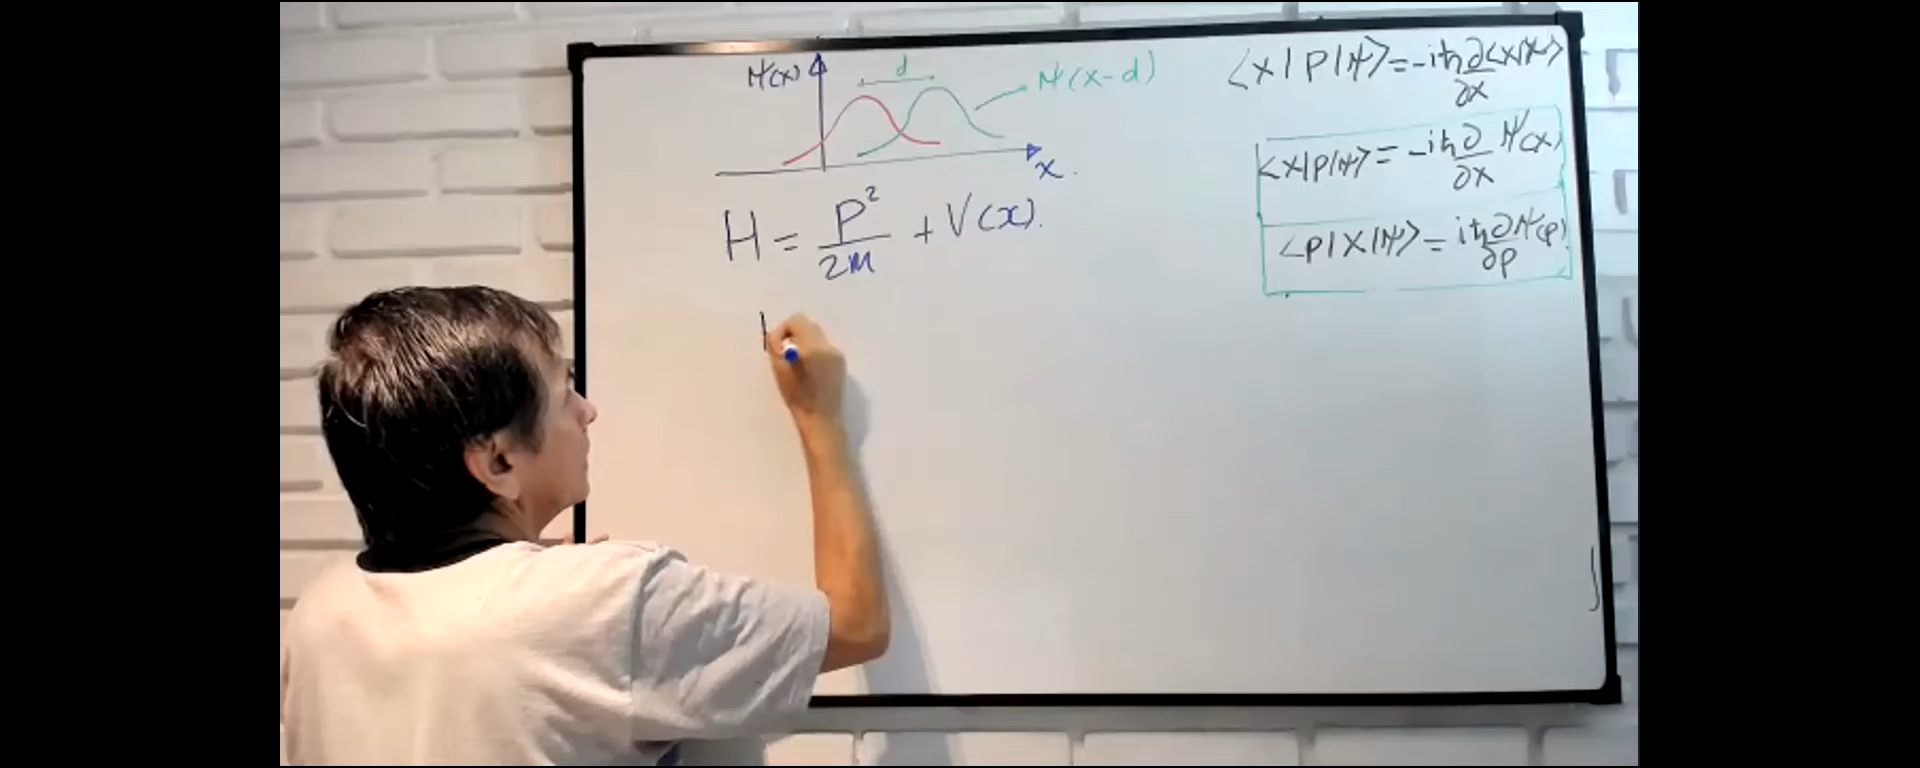 ψ(x)
d
ψ(x-d)
x
H = P²/2m + V(x).
⟨x|P|ψ⟩ = -iħ ∂⟨x|ψ⟩/∂x
⟨x|P|ψ⟩ = -iħ ∂/∂x ψ(x)
⟨p|X|ψ⟩ = iħ ∂ψ(p)/∂p